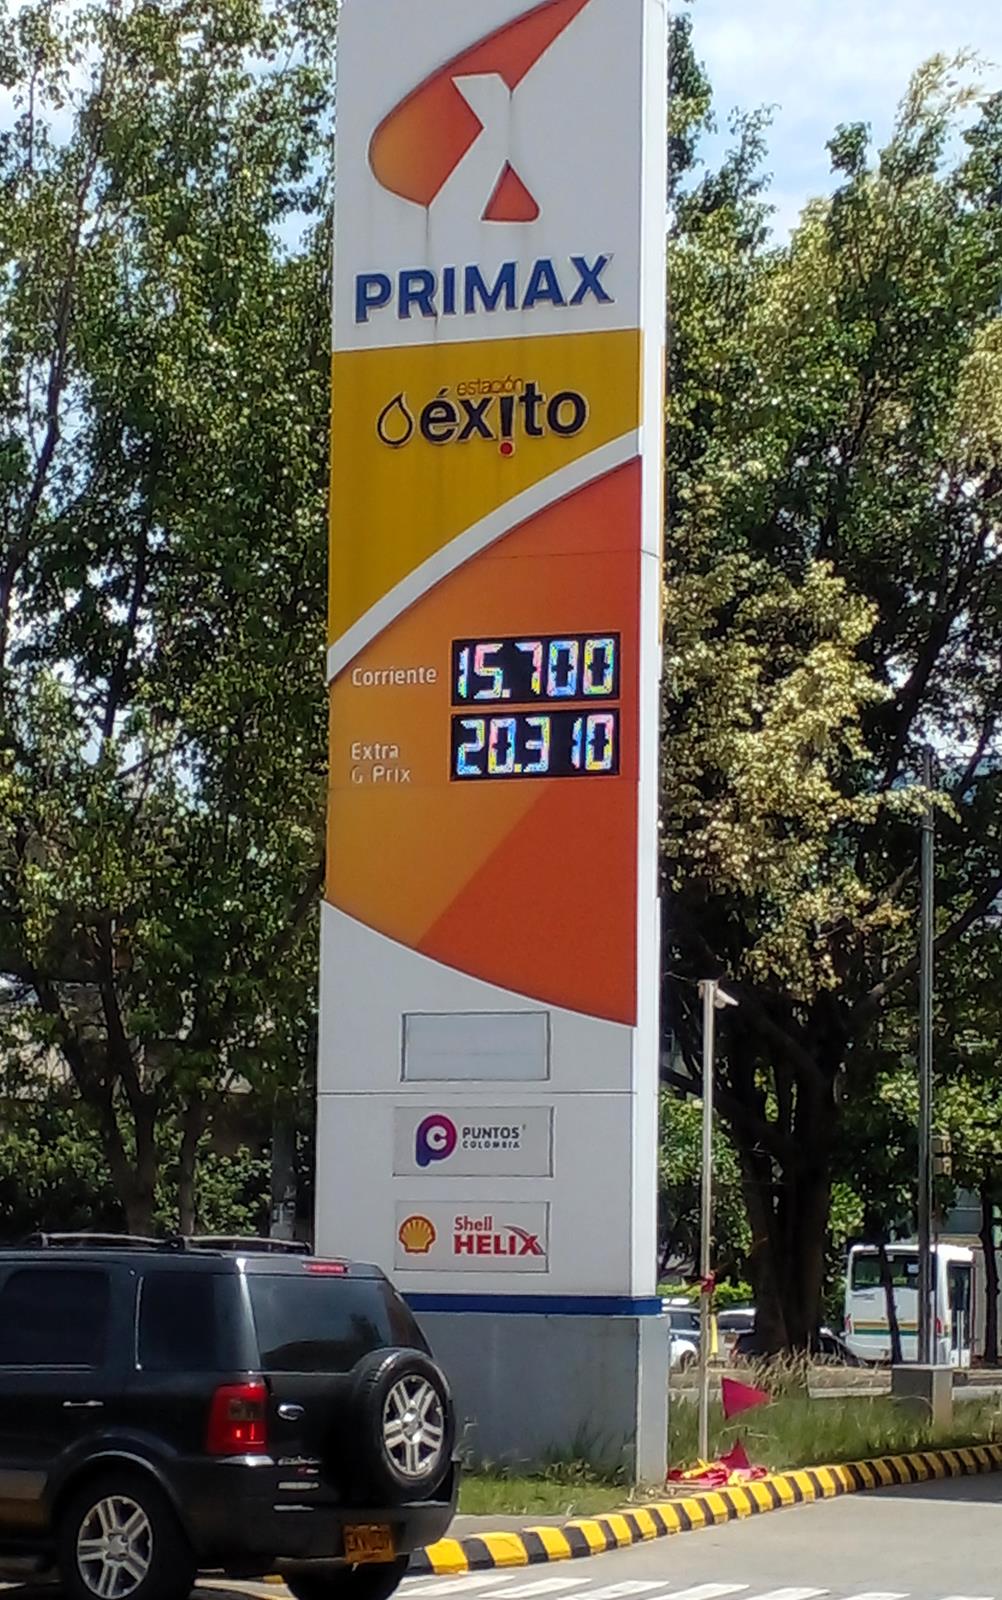 PRIMAX
estación
éxito
Corriente 15.700
Extra 20.310
G Prix
PUNTOS
COLOMBIA
Shell
HELIX